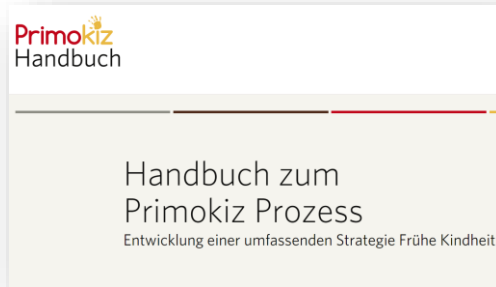 Primokiz
Handbuch
Handbuch zum
Primokiz Prozess
Entwicklung einer umfassenden Strategie Frühe Kindheit